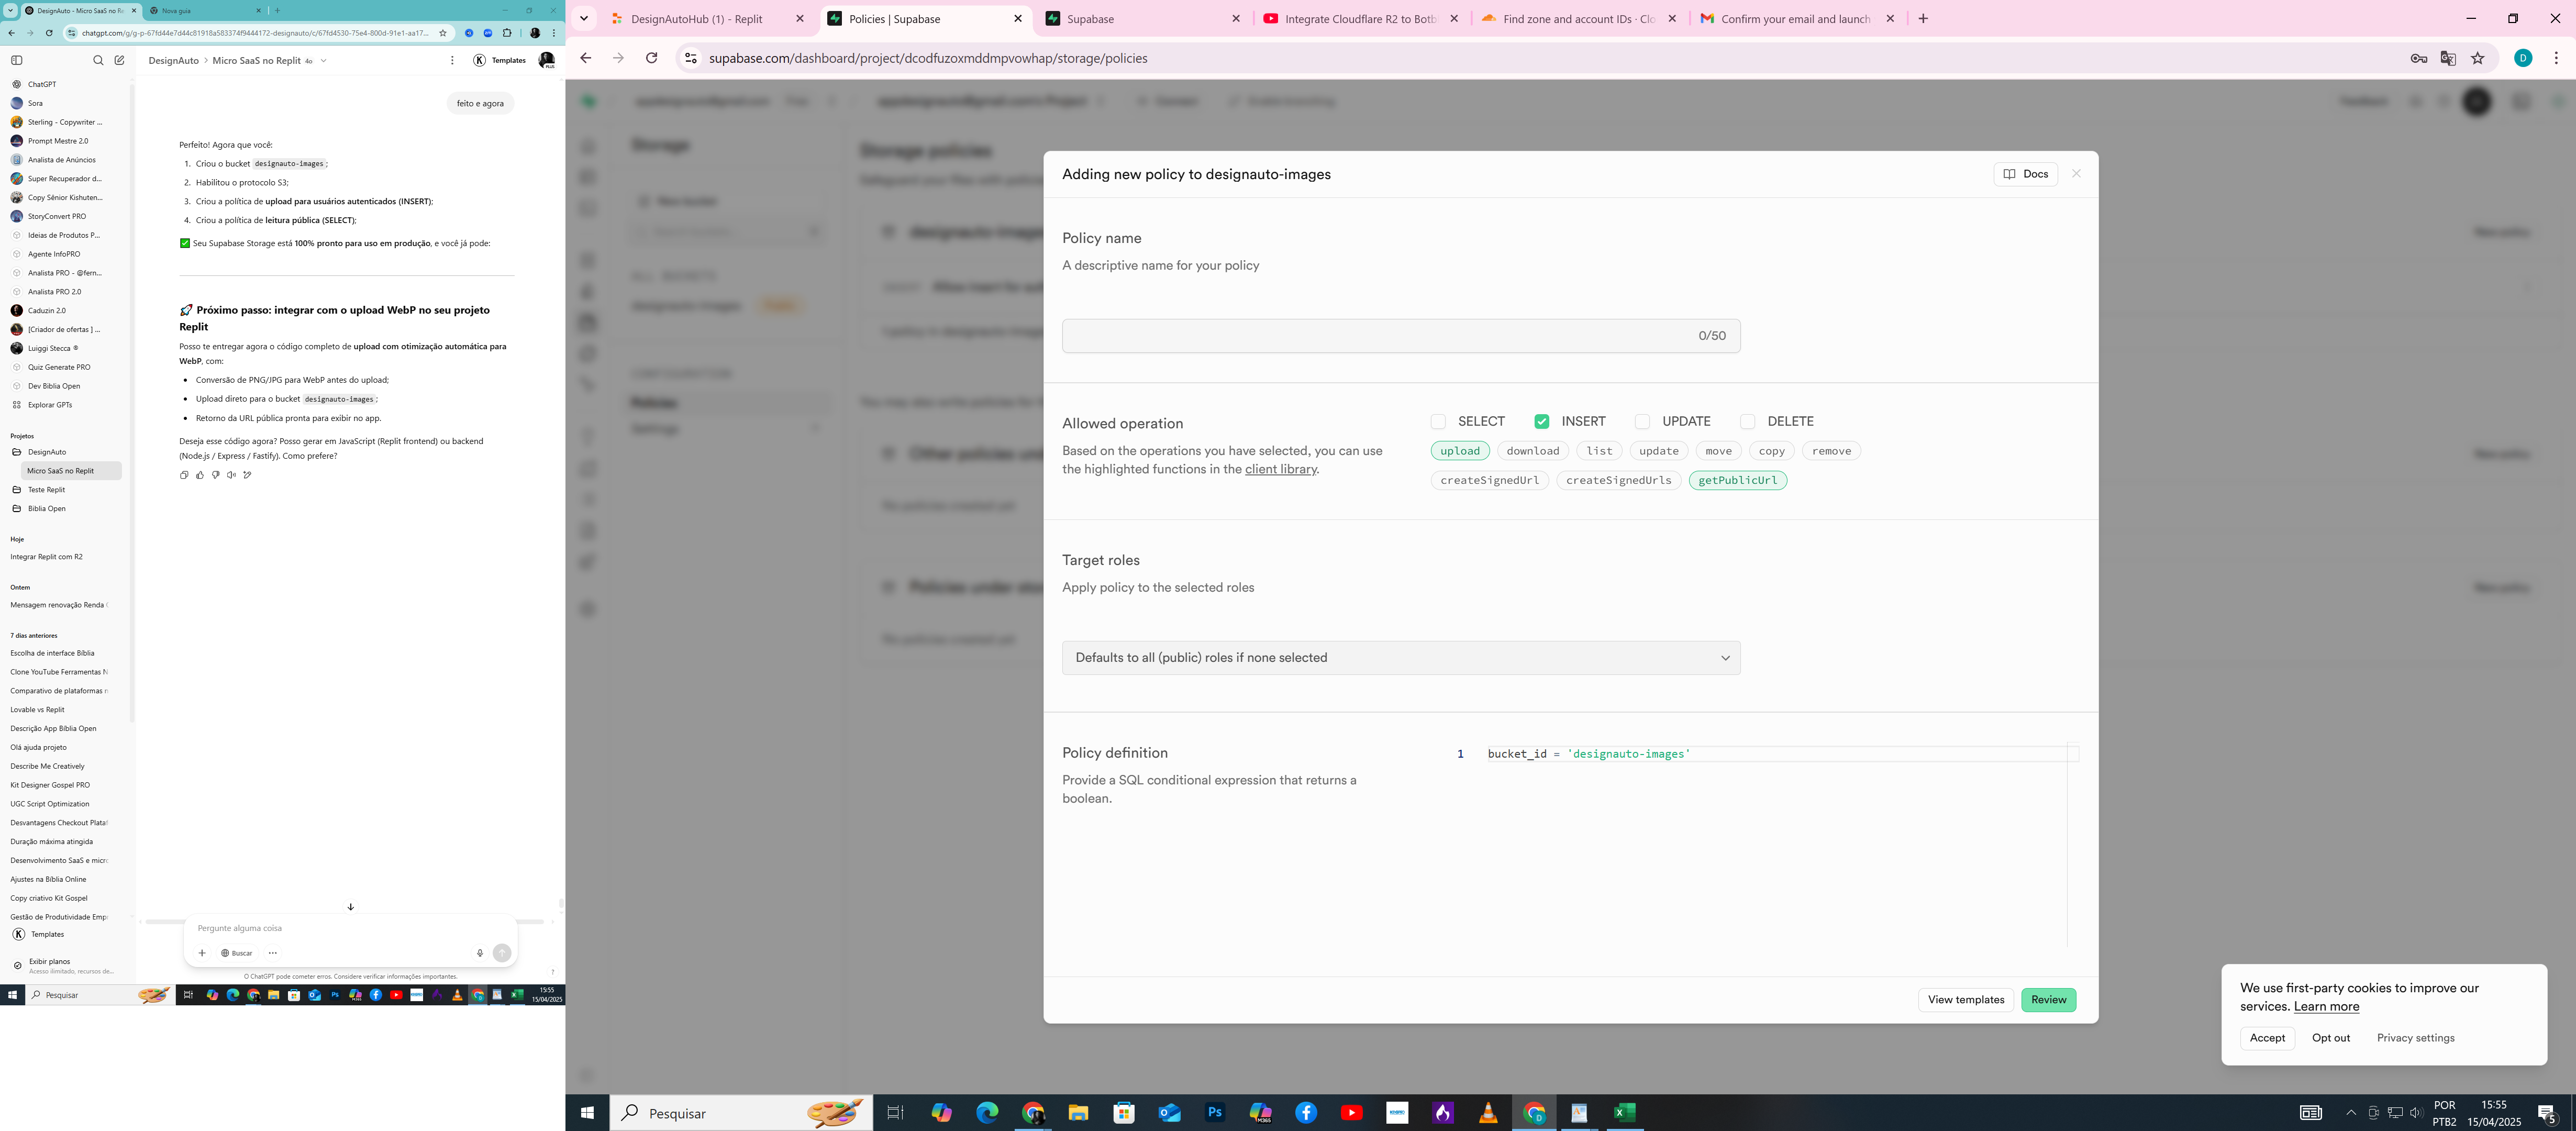 DesignAuto - Micro SaaS no Re
Nova guia
chatgpt.com/g/g-p-67fd44e7d44c81918a583374f9444172-designauto/c/67fd4530-75e4-800d-91e1-aa17...
ChatGPT
Sora
Sterling - Copywriter ...
Prompt Mestre 2.0
Analista de Anúncios
Super Recuperador d...
Copy Sênior Kishuten...
StoryConvert PRO
Ideias de Produtos P...
Agente InfoPRO
Analista PRO - @fern...
Analista PRO 2.0
Caduzin 2.0
[Criador de ofertas ] ...
Luiggi Stecca ®
Quiz Generate PRO
Dev Biblia Open
Explorar GPTs
Projetos
DesignAuto
Micro SaaS no Replit
Teste Replit
Biblia Open
Hoje
Integrar Replit com R2
Ontem
Mensagem renovação Renda
7 dias anteriores
Escolha de interface Bíblia
Clone YouTube Ferramentas N
Comparativo de plataformas n
Lovable vs Replit
Descrição App Bíblia Open
Olá ajuda projeto
Describe Me Creatively
Kit Designer Gospel PRO
UGC Script Optimization
Desvantagens Checkout Plata
Duração máxima atingida
Desenvolvimento SaaS e micro
Ajustes na Bíblia Online
Copy criativo Kit Gospel
Gestão de Produtividade Emp
Templates
Exibir planos
Acesso ilimitado, recursos de...
DesignAuto > Micro SaaS no Replit 4o
Templates
PLUS
feito e agora
Perfeito! Agora que você:
1. Criou o bucket designauto-images;
2. Habilitou o protocolo S3;
3. Criou a política de upload para usuários autenticados (INSERT);
4. Criou a política de leitura pública (SELECT);
✅ Seu Supabase Storage está 100% pronto para uso em produção, e você já pode:
🚀 Próximo passo: integrar com o upload WebP no seu projeto
Replit
Posso te entregar agora o código completo de upload com otimização automática para
WebP, com:
• Conversão de PNG/JPG para WebP antes do upload;
• Upload direto para o bucket designauto-images;
• Retorno da URL pública pronta para exibir no app.
Deseja esse código agora? Posso gerar em JavaScript (Replit frontend) ou backend
(Node.js / Express / Fastify). Como prefere?
Pergunte alguma coisa
Buscar
O ChatGPT pode cometer erros. Considere verificar informações importantes.
Pesquisar
15:55
15/04/2025
DesignAutoHub (1) - Replit
Policies | Supabase
Supabase
Integrate Cloudflare R2 to Botb
Find zone and account IDs · Clo
Confirm your email and launch
supabase.com/dashboard/project/dcodfuzoxmddmpvowhap/storage/policies
D
Storage
Storage policies
New bucket
ALL BUCKETS
designauto-images
CONFIGURATION
Policies
Settings
New policy
Adding new policy to designauto-images
Docs
Policy name
A descriptive name for your policy
0/50
Allowed operation
Based on the operations you have selected, you can use
the highlighted functions in the client library.
SELECT INSERT UPDATE DELETE
upload download list update move copy remove
createSignedUrl createSignedUrls getPublicUrl
Target roles
Apply policy to the selected roles
Defaults to all (public) roles if none selected
Policy definition
Provide a SQL conditional expression that returns a
boolean.
1 bucket_id = 'designauto-images'
View templates
Review
We use first-party cookies to improve our
services. Learn more
Accept Opt out Privacy settings
Pesquisar
POR
PTB2
15:55
15/04/2025
5